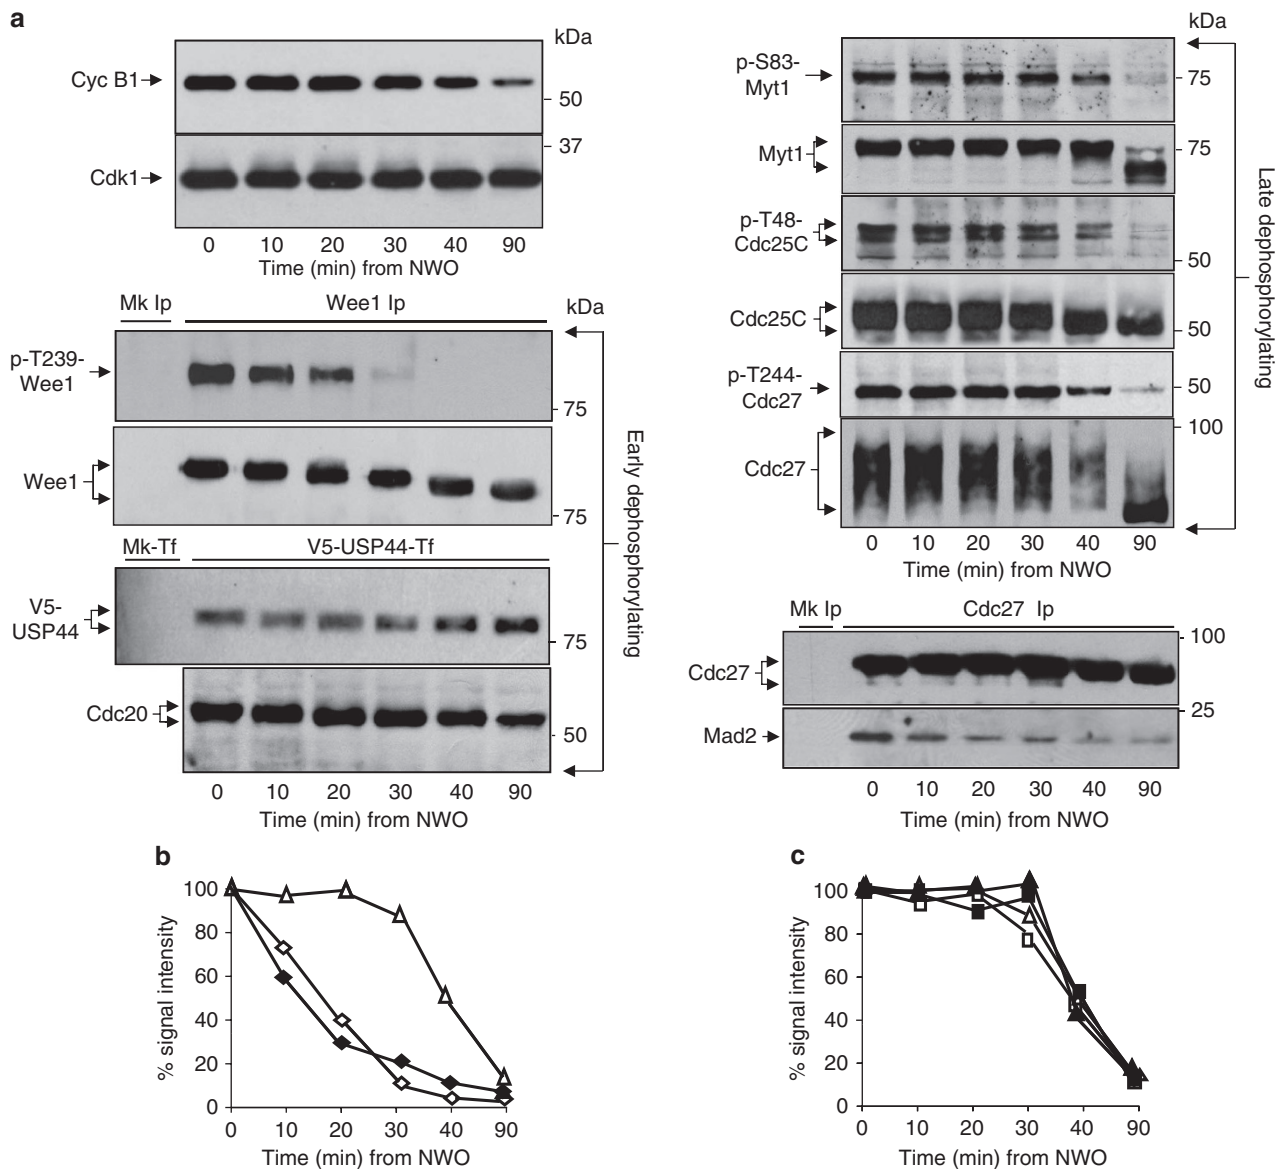 a
kDa
Cyc B1
50
37
Cdk1
0 10 20 30 40 90
Time (min) from NWO
Mk Ip Wee1 Ip kDa
p-T239-
Wee1
75
Wee1
75
Mk-Tf V5-USP44-Tf
V5-
USP44
75
Cdc20
50
0 10 20 30 40 90
Time (min) from NWO
Early dephosphorylating
kDa
p-S83-
Myt1
75
Myt1
75
p-T48-
Cdc25C
50
Cdc25C
50
p-T244-
Cdc27
50
100
Cdc27
0 10 20 30 40 90
Time (min) from NWO
Late dephosphorylating
Mk Ip Cdc27 Ip
100
Cdc27
25
Mad2
0 10 20 30 40 90
Time (min) from NWO
b
% signal intensity
100
80
60
40
20
0
0 10 20 30 40 90
Time (min) from NWO
c
% signal intensity
100
80
60
40
20
0
0 10 20 30 40 90
Time (min) from NWO